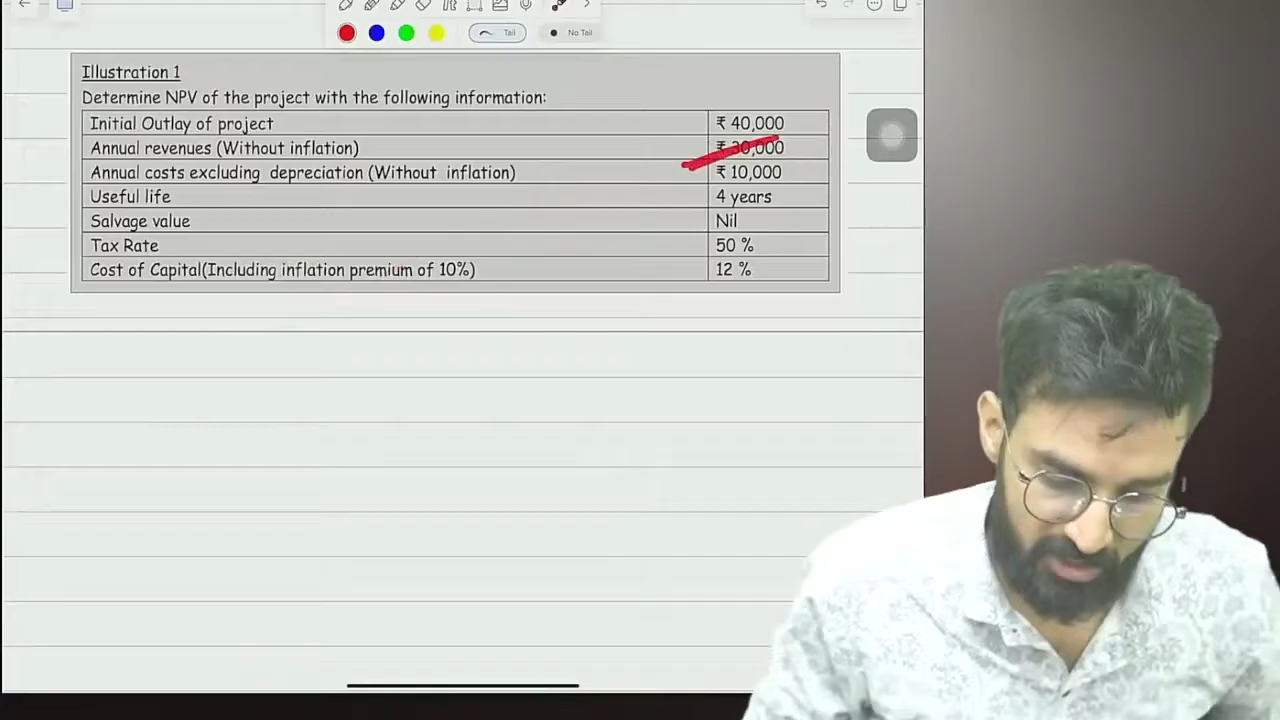 Tail
No Tail
Illustration 1
Determine NPV of the project with the following information:
Initial Outlay of project ₹ 40,000
Annual revenues (Without inflation) ₹ 30,000
Annual costs excluding depreciation (Without inflation) ₹ 10,000
Useful life 4 years
Salvage value Nil
Tax Rate 50 %
Cost of Capital(Including inflation premium of 10%) 12 %